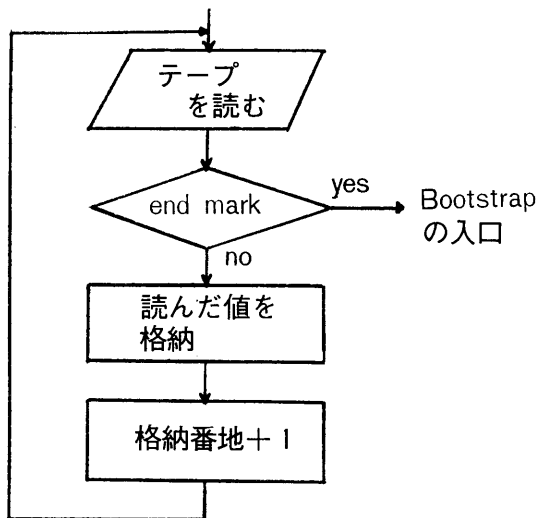 テープ
を読む
end mark
yes
Bootstrap
の入口
no
読んだ値を
格納
格納番地+1